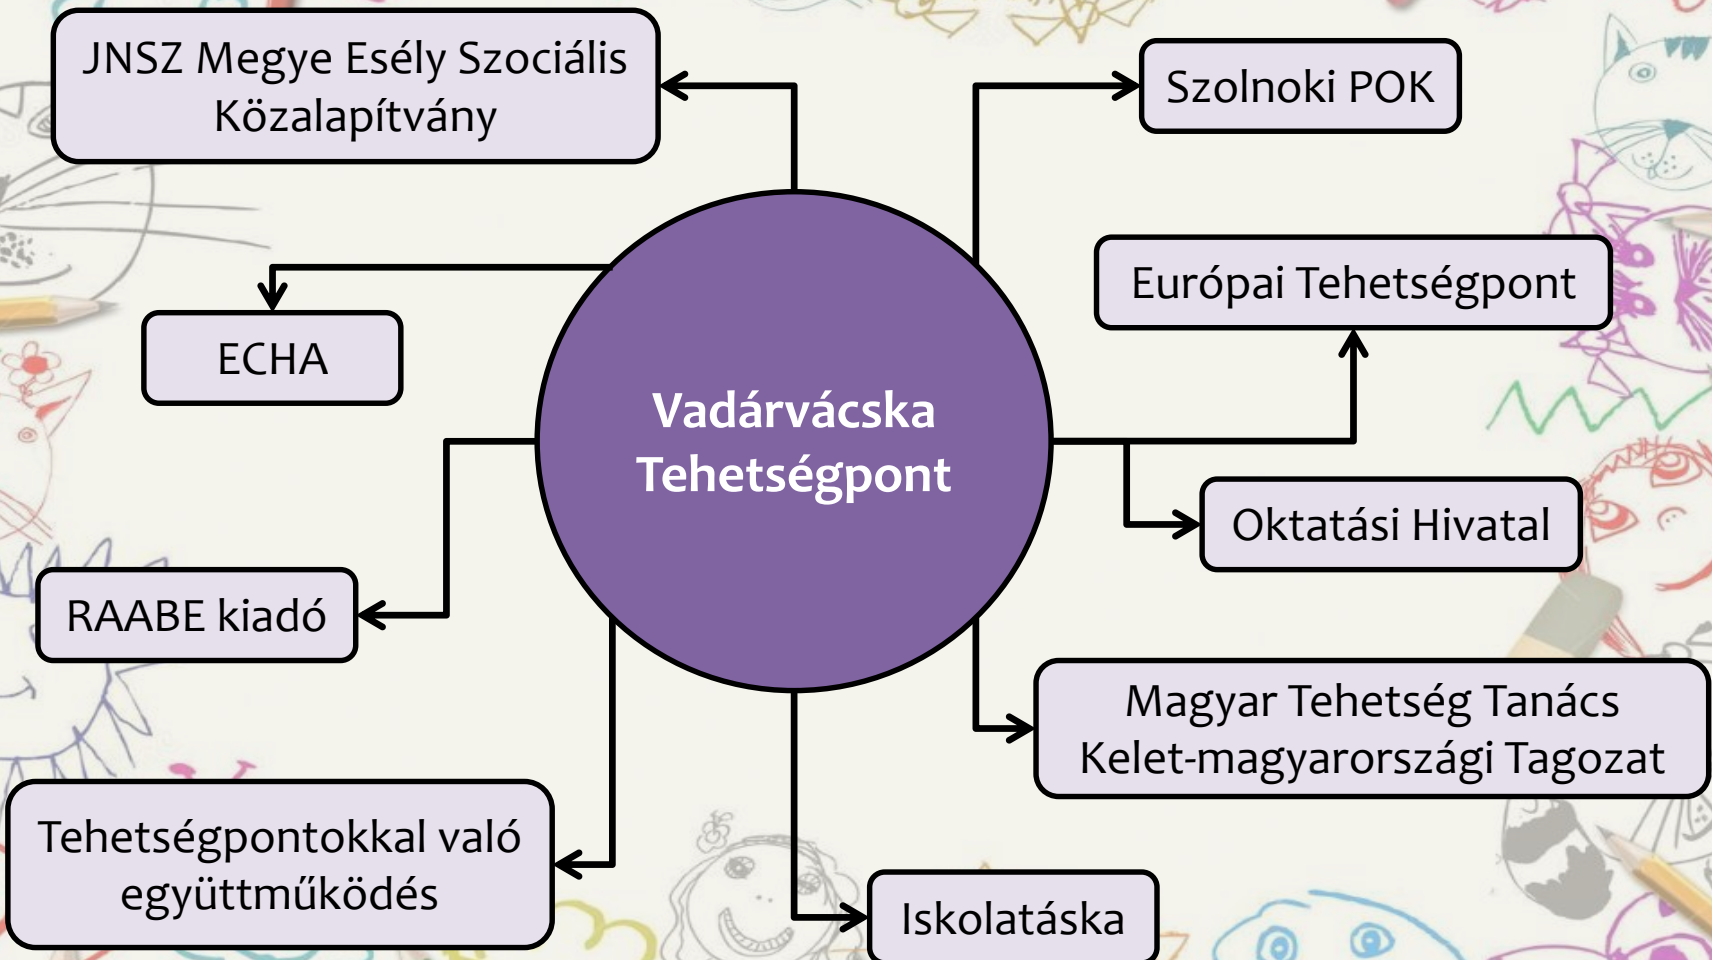 JNSZ Megye Esély Szociális
Közalapítvány
Szolnoki POK
Európai Tehetségpont
ECHA
Vadárvácska
Tehetségpont
Oktatási Hivatal
RAABE kiadó
Magyar Tehetség Tanács
Kelet-magyarországi Tagozat
Tehetségpontokkal való
együttműködés
Iskolatáska